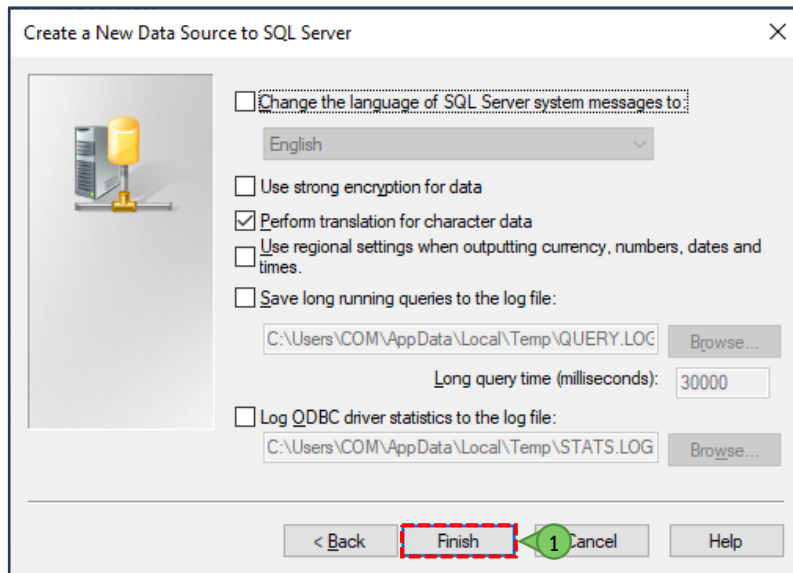 Create a New Data Source to SQL Server
Change the language of SQL Server system messages to:
English
Use strong encryption for data
Perform translation for character data
Use regional settings when outputting currency, numbers, dates and
times.
Save long running queries to the log file:
C:\Users\COM\AppData\Local\Temp\QUERY.LOG
Browse...
Long query time (milliseconds):
30000
Log ODBC driver statistics to the log file:
C:\Users\COM\AppData\Local\Temp\STATS.LOG
Browse...
< Back
Finish
1
Cancel
Help